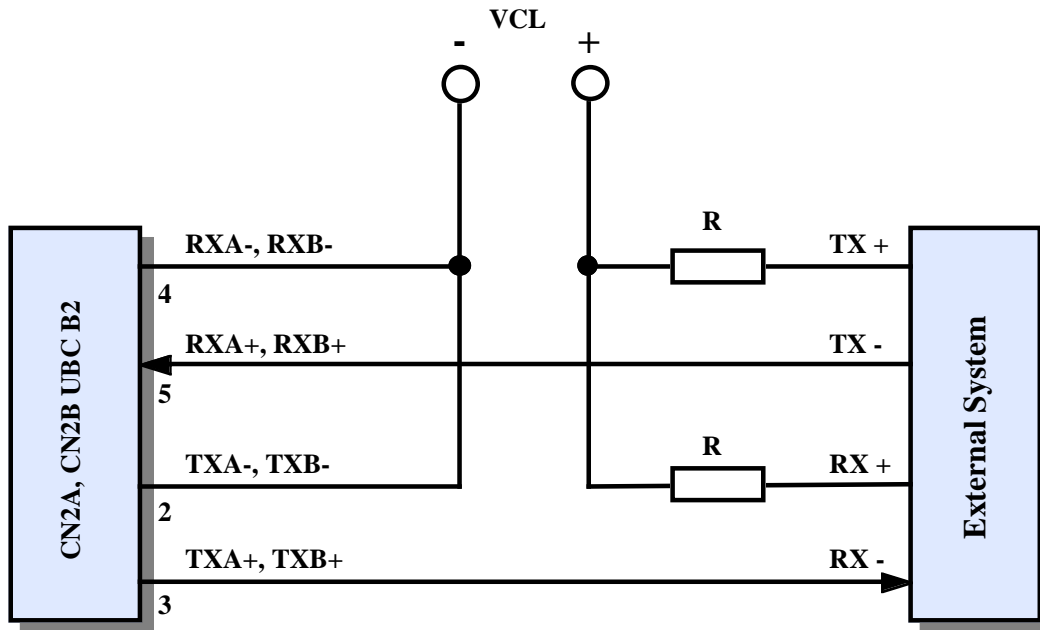 VCL
- +
R
RXA-, RXB- TX +
4
RXA+, RXB+ TX -
5
R
TXA-, TXB- RX +
2
TXA+, TXB+ RX -
3
CN2A, CN2B UBC B2
External System